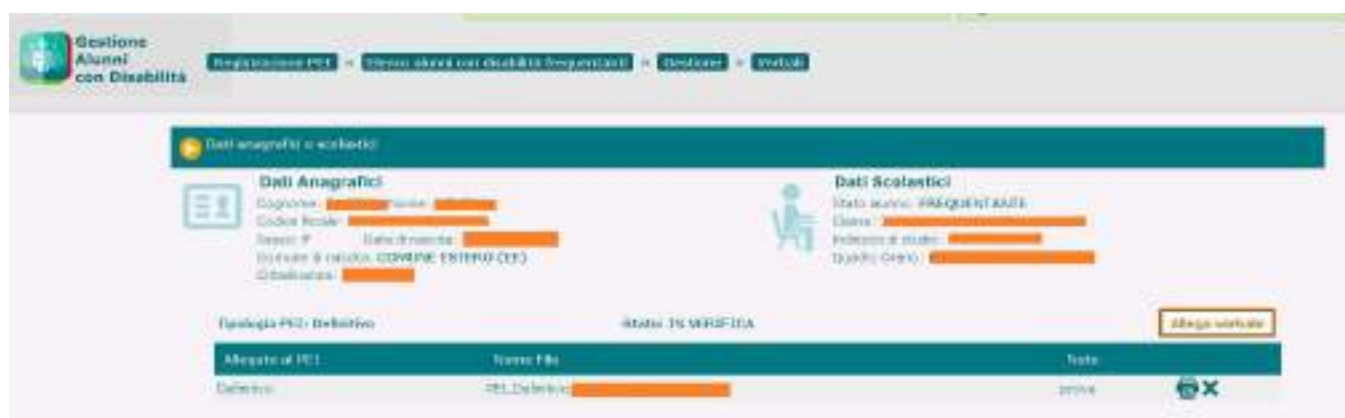 Gestione
Alunni
con Disabilità
Registrazione PEI » Elenco alunni con disabilità frequentanti » Gestione » Verbali
Dati anagrafici e scolastici
Dati Anagrafici
Cognome: Nome:
Codice fiscale:
Sesso: F Data di nascita:
Comune di nascita: COMUNE ESTERO (EE)
Cittadinanza:
Dati Scolastici
Stato alunno: FREQUENTANTE
Classe:
Indirizzo di studio:
Quadro Orario:
Tipologia PEI: Definitivo Stato: IN VERIFICA Allega verbale
Allegato al PEI Nome File Note
Definitivo PEI_Definitivo prova